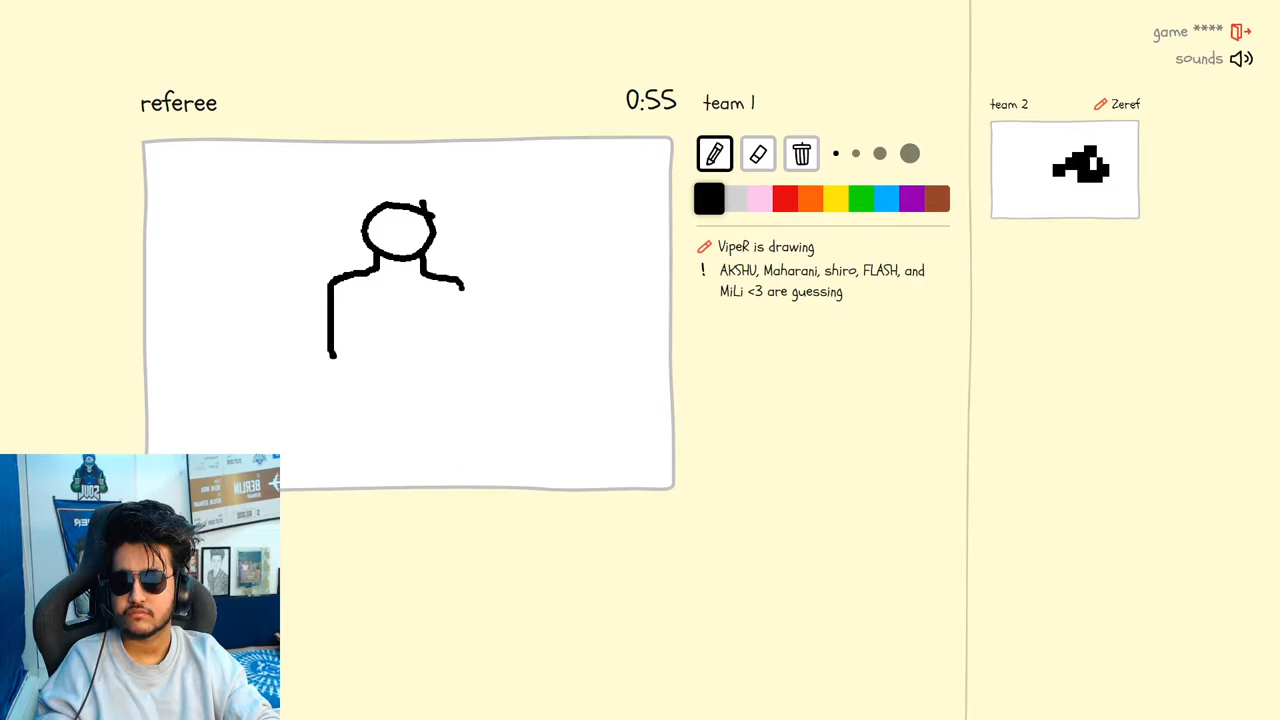 game ****
sounds
referee
0:55
team 1
team 2
Zeref
VipeR is drawing
! AKSHU, Maharani, shiro, FLASH, and
MiLi <3 are guessing
BERLIN